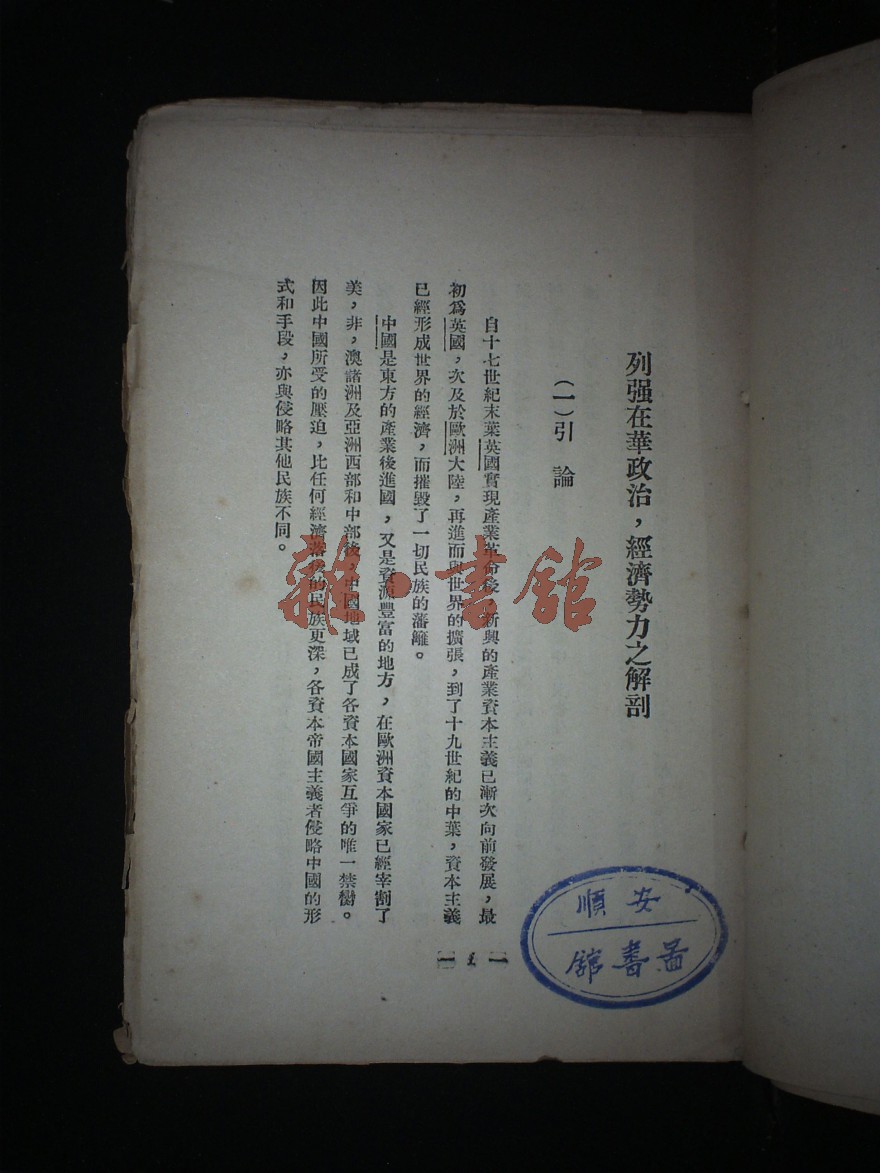 列强在華政治，經濟勢力之解剖
（一）引論
自十七世紀末葉英國實現產業革命後，新興的產業資本主義已漸次向前發展，最
初爲英國，次及於歐洲大陸，再進而與世界的擴張，到了十九世紀的中葉，資本主義
已經形成世界的經濟，而摧毀了一切民族的藩籬。
中國是東方的產業後進國，又是資源豐富的地方，在歐洲資本國家已經宰割了
美，非，澳諸洲及亞洲西部和中部後，中國地域已成了各資本國家互爭的唯一禁臠。
因此中國所受的壓迫，比任何經濟落後的民族更深，各資本帝國主義者侵略中國的形
式和手段，亦與侵略其他民族不同。
1
安順
圖書館
雜·書館